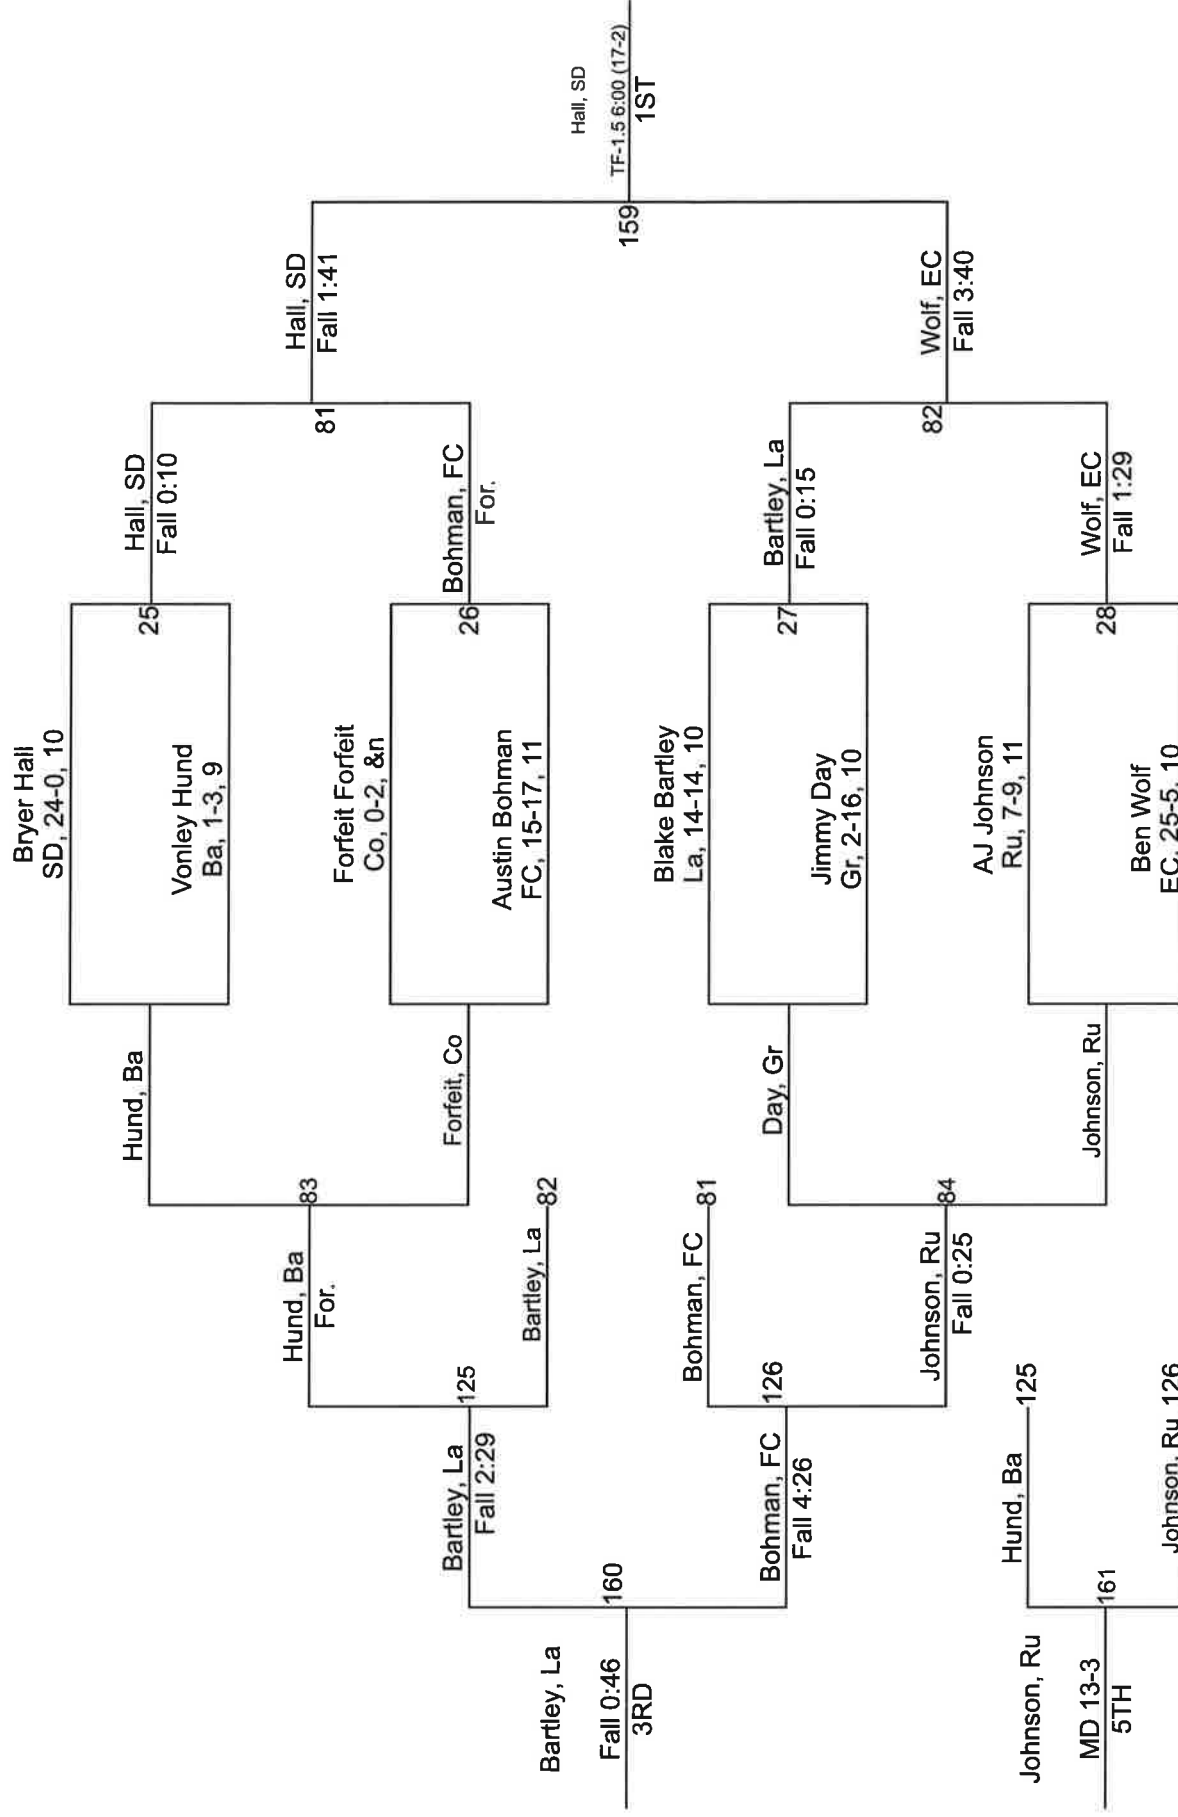 Bryer Hall
SD, 24-0, 10
25
Vonley Hund
Ba, 1-3, 9
Forfeit Forfeit
Co, 0-2, &n
26
Austin Bohman
FC, 15-17, 11
Blake Bartley
La, 14-14, 10
27
Jimmy Day
Gr, 2-16, 10
AJ Johnson
Ru, 7-9, 11
28
Ben Wolf
EC, 25-5, 10
Hall, SD
Fall 0:10
Bohman, FC
For.
Bartley, La
Fall 0:15
Wolf, EC
Fall 1:29
81
82
Hall, SD
Fall 1:41
Wolf, EC
Fall 3:40
159
Hall, SD
TF-1.5 6:00 (17-2)
1ST
Hund, Ba
Forfeit, Co
Day, Gr
Johnson, Ru
83
82
81
84
Hund, Ba
For.
Bartley, La
Bohman, FC
Johnson, Ru
Fall 0:25
125
126
Bartley, La
Fall 2:29
Bohman, FC
Fall 4:26
160
Bartley, La
Fall 0:46
3RD
Hund, Ba
125
Johnson, Ru
126
161
Johnson, Ru
MD 13-3
5TH